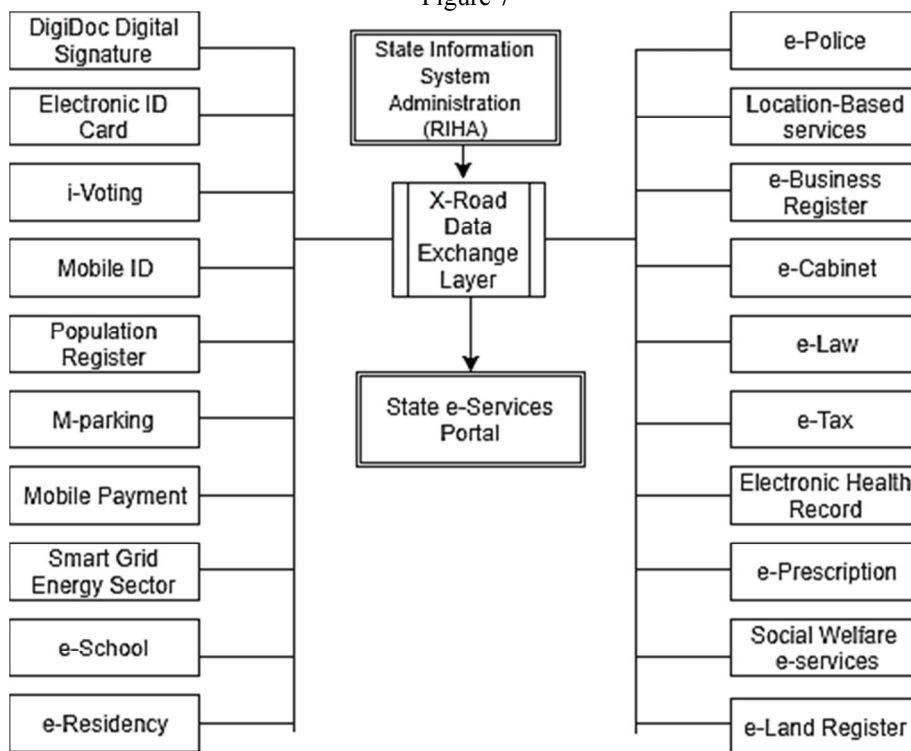 Figure 7
DigiDoc Digital
Signature
Electronic ID
Card
i-Voting
Mobile ID
Population
Register
M-parking
Mobile Payment
Smart Grid
Energy Sector
e-School
e-Residency
State Information
System
Administration
(RIHA)
X-Road
Data
Exchange
Layer
State e-Services
Portal
e-Police
Location-Based
services
e-Business
Register
e-Cabinet
e-Law
e-Tax
Electronic Health
Record
e-Prescription
Social Welfare
e-services
e-Land Register